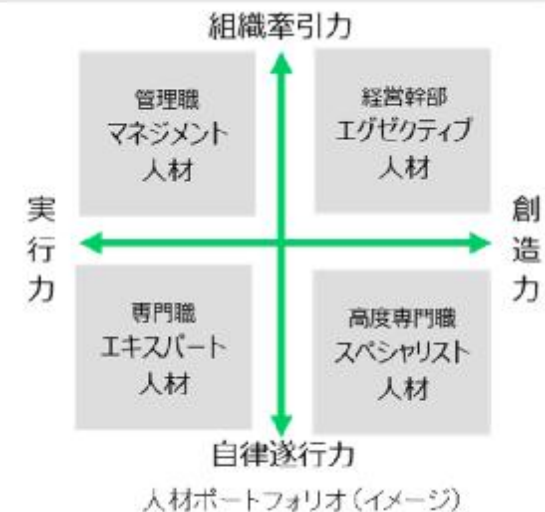 組織牽引力
管理職
マネジメント
人材
経営幹部
エグゼクティブ
人材
実行力
創造力
専門職
エキスパート
人材
高度専門職
スペシャリスト
人材
自律遂行力
人材ポートフォリオ(イメージ)